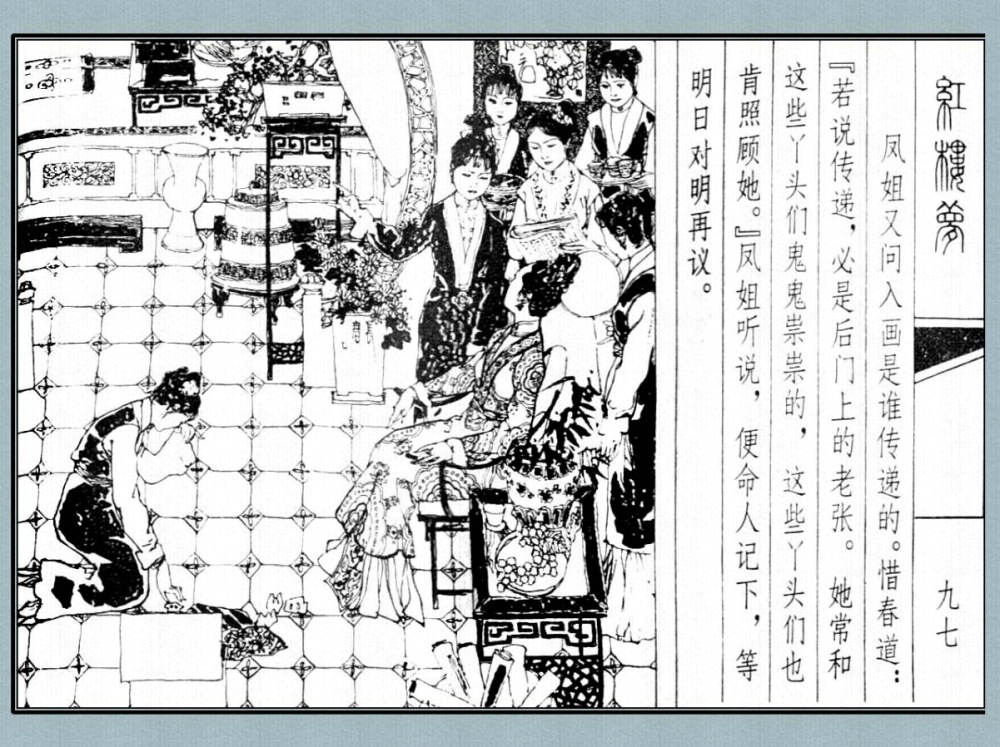 紅樓夢
九七
凤姐又问入画是谁传递的。惜春道：
『若说传递，必是后门上的老张。她常和
这些丫头们鬼鬼祟祟的，这些丫头们也
肯照顾她。』凤姐听说，便命人记下，等
明日对明再议。